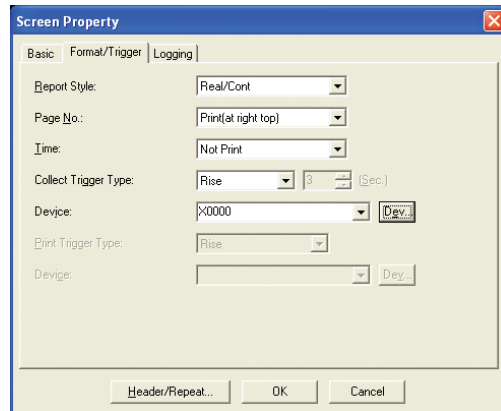 Screen Property
Basic Format/Trigger Logging
Report Style: Real/Cont
Page No.: Print(at right top)
Time: Not Print
Collect Trigger Type: Rise 3 (Sec.)
Device: X0000 Dev...
Print Trigger Type: Rise
Device: Dev...
Header/Repeat... OK Cancel